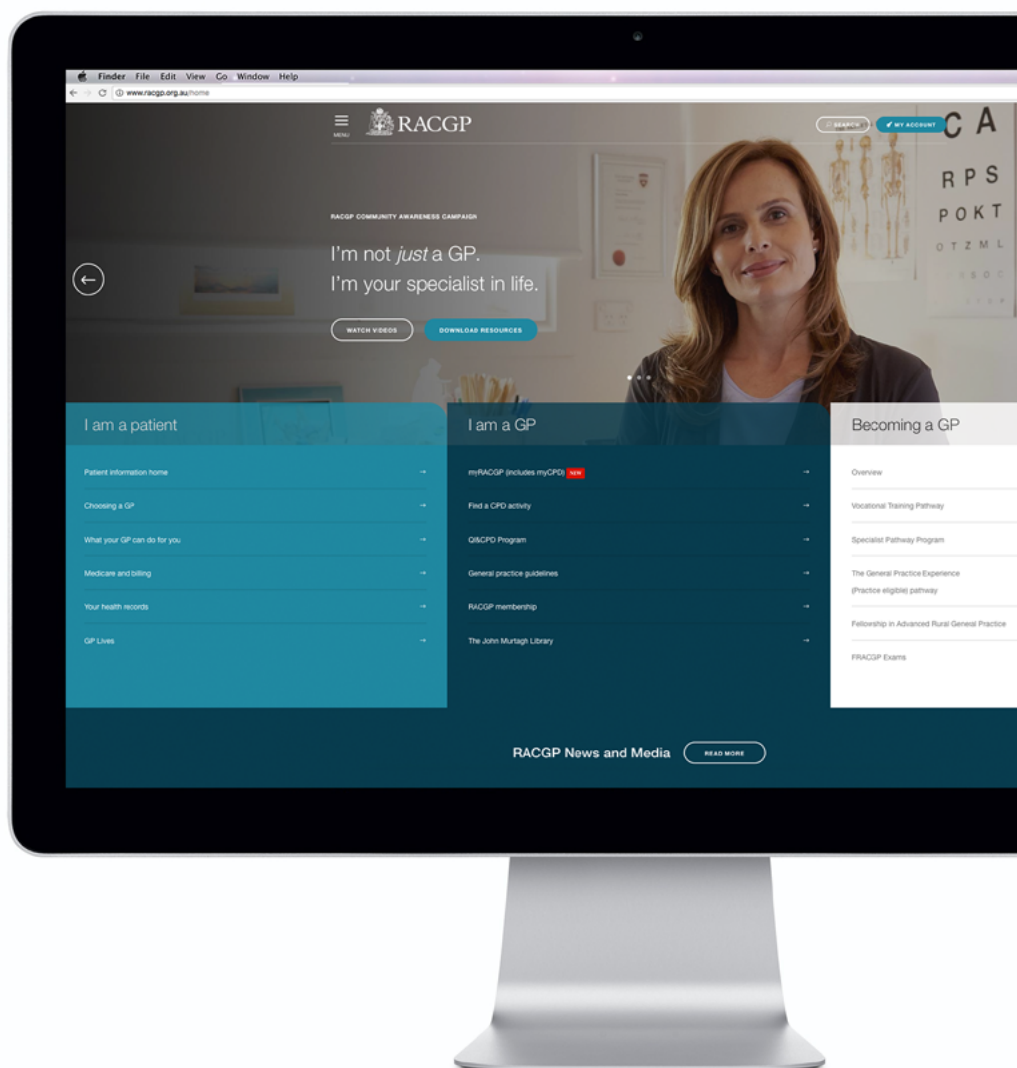 Finder File Edit View Go Window Help
www.racgp.org.au/home
MENU
RACGP
SEARCH
MY ACCOUNT
C A
R P S
P O K T
O T Z M L
RACGP COMMUNITY AWARENESS CAMPAIGN
I'm not just a GP.
I'm your specialist in life.
WATCH VIDEOS
DOWNLOAD RESOURCES
I am a patient
Patient information home
Choosing a GP
What your GP can do for you
Medicare and billing
Your health records
GP Lives
I am a GP
myRACGP (includes myCPD) NEW
Find a CPD activity
QI&CPD Program
General practice guidelines
RACGP membership
The John Murtagh Library
Becoming a GP
Overview
Vocational Training Pathway
Specialist Pathway Program
The General Practice Experience
(Practice eligible) pathway
Fellowship in Advanced Rural General Practice
FRACGP Exams
RACGP News and Media
READ MORE